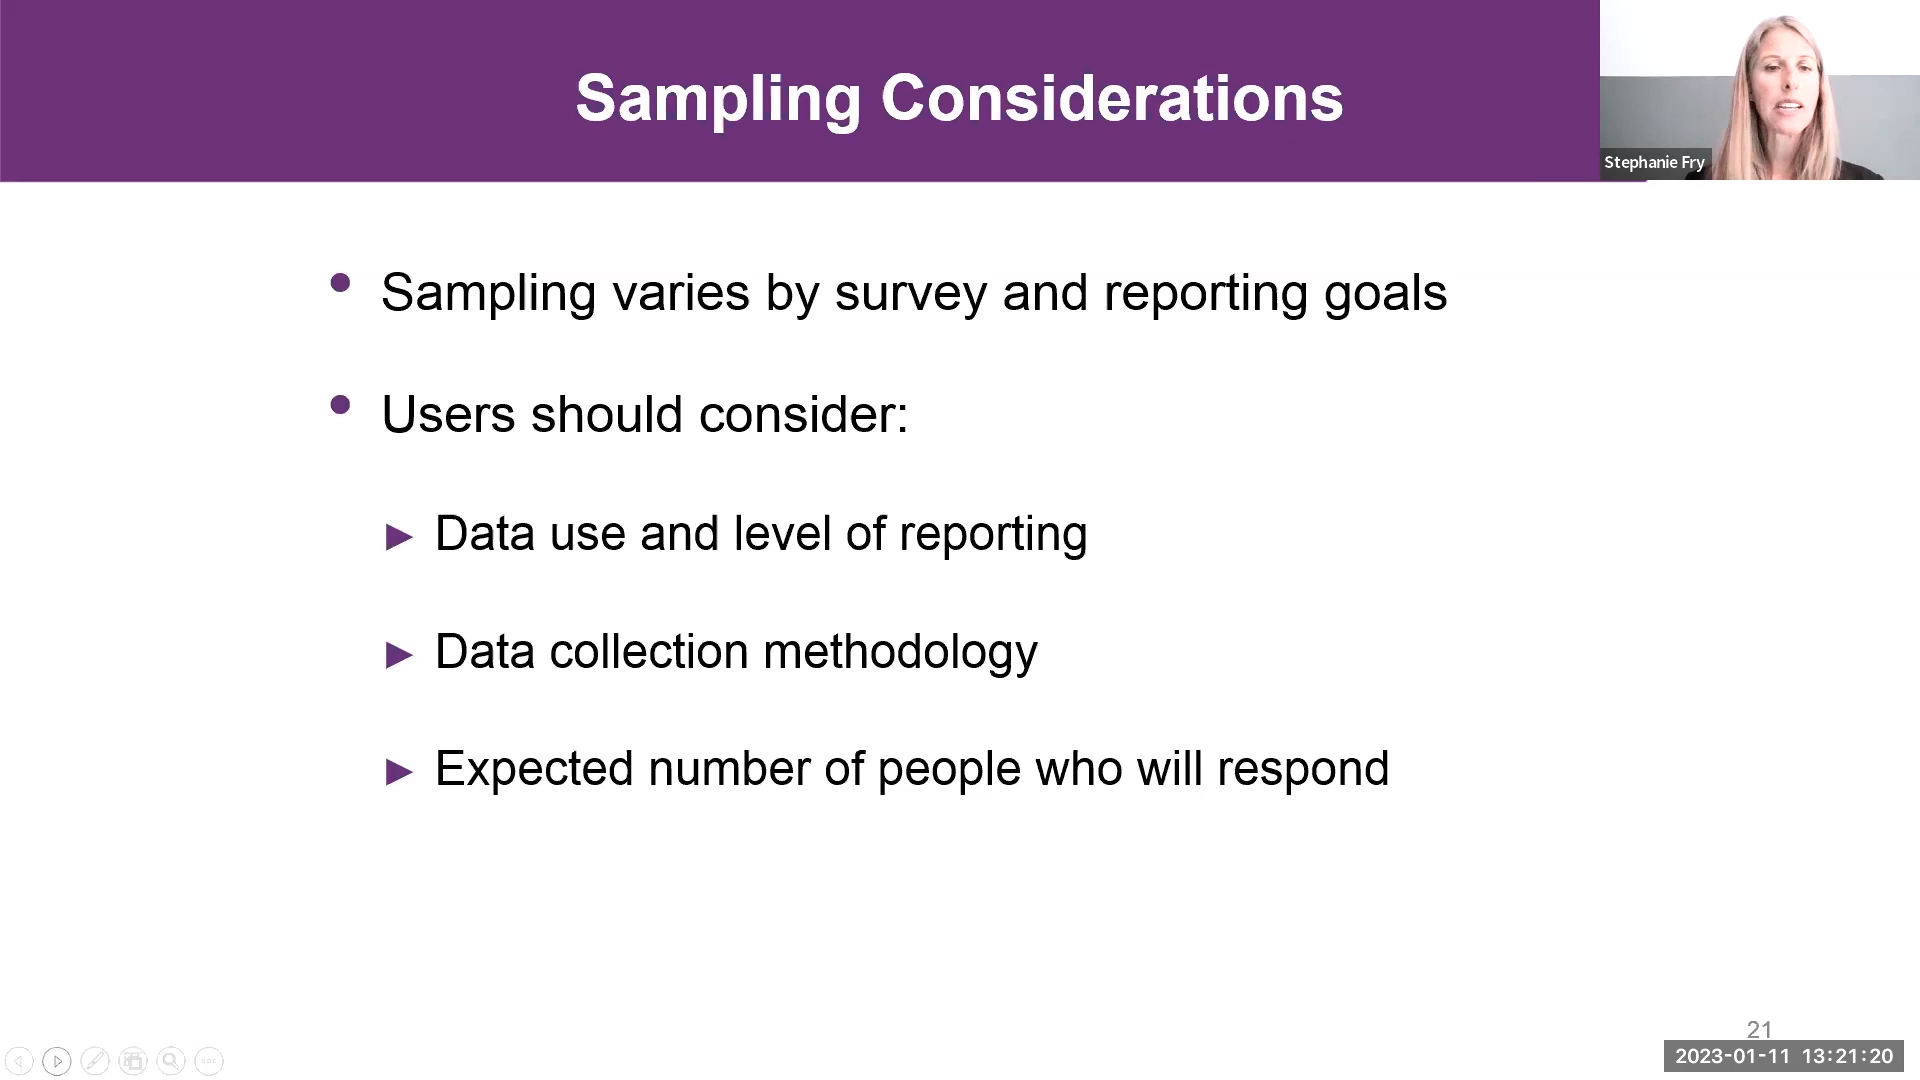 Sampling Considerations
Stephanie Fry
• Sampling varies by survey and reporting goals
• Users should consider:
► Data use and level of reporting
► Data collection methodology
► Expected number of people who will respond
21
2023-01-11 13:21:20